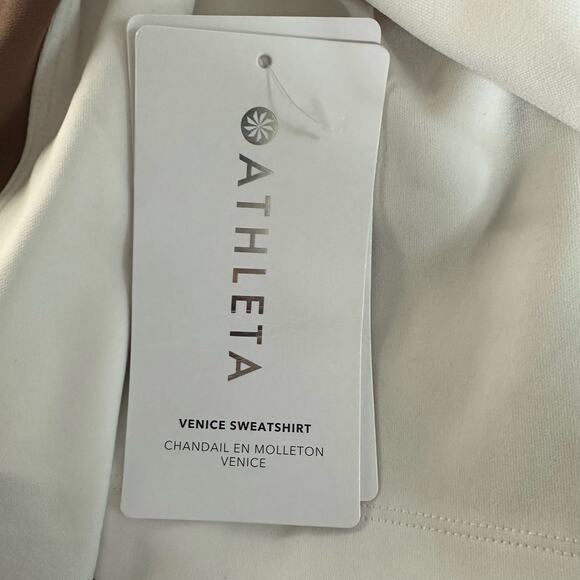 ATHLETA
VENICE SWEATSHIRT
CHANDAIL EN MOLLETON
VENICE